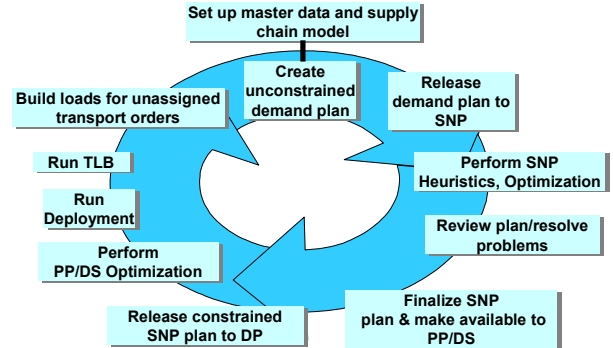 Set up master data and supply
chain model
Create
unconstrained
demand plan
Release
demand plan to
SNP
Perform SNP
Heuristics, Optimization
Review plan/resolve
problems
Finalize SNP
plan & make available to
PP/DS
Release constrained
SNP plan to DP
Perform
PP/DS Optimization
Run
Deployment
Run TLB
Build loads for unassigned
transport orders